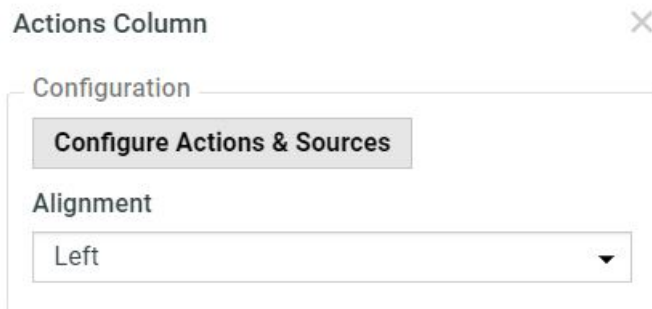 Actions Column
Configuration
Configure Actions & Sources
Alignment
Left